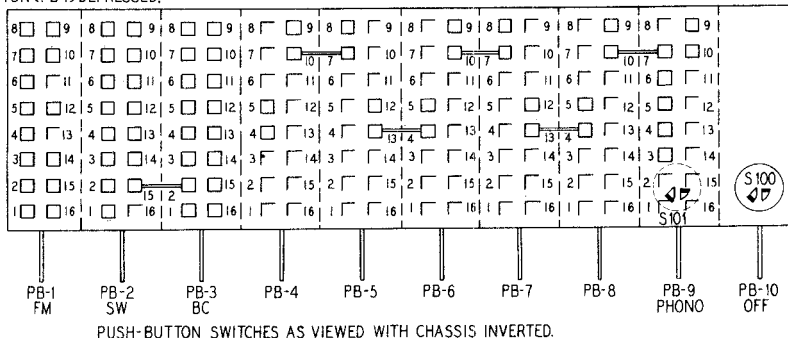 IS DEPRESSED.
8 9 8 9 8 9 8 9 8 9 8 9 8 9 8 9 8 9
7 10 7 10 7 10 7 10 7 10 7 10 7 10 7 10 7 10
6 11 6 11 6 11 6 11 6 11 6 11 6 11 6 11 6 11
5 12 5 12 5 12 5 12 5 12 5 12 5 12 5 12 5 12
4 13 4 13 4 13 4 13 4 13 4 13 4 13 4 13 4 13
3 14 3 14 3 14 3 14 3 14 3 14 3 14 3 14 3 14
2 15 2 15 2 15 2 15 2 15 2 15 2 15 2 15 2 15 S100
1 16 1 16 1 16 1 16 1 16 1 16 1 16 1 16 1 16
S101
PB-1 PB-2 PB-3 PB-4 PB-5 PB-6 PB-7 PB-8 PB-9 PB-10
FM SW BC PHONO OFF
PUSH-BUTTON SWITCHES AS VIEWED WITH CHASSIS INVERTED.